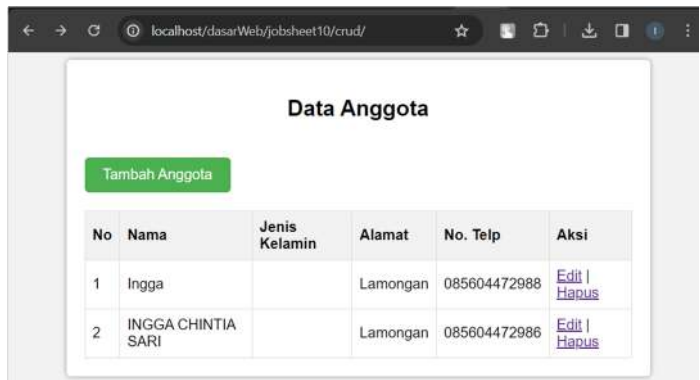 localhost/dasarWeb/jobsheet10/crud/
Data Anggota
Tambah Anggota
No Nama Jenis Kelamin Alamat No. Telp Aksi
1 Ingga Lamongan 085604472988 Edit | Hapus
2 INGGA CHINTIA SARI Lamongan 085604472986 Edit | Hapus